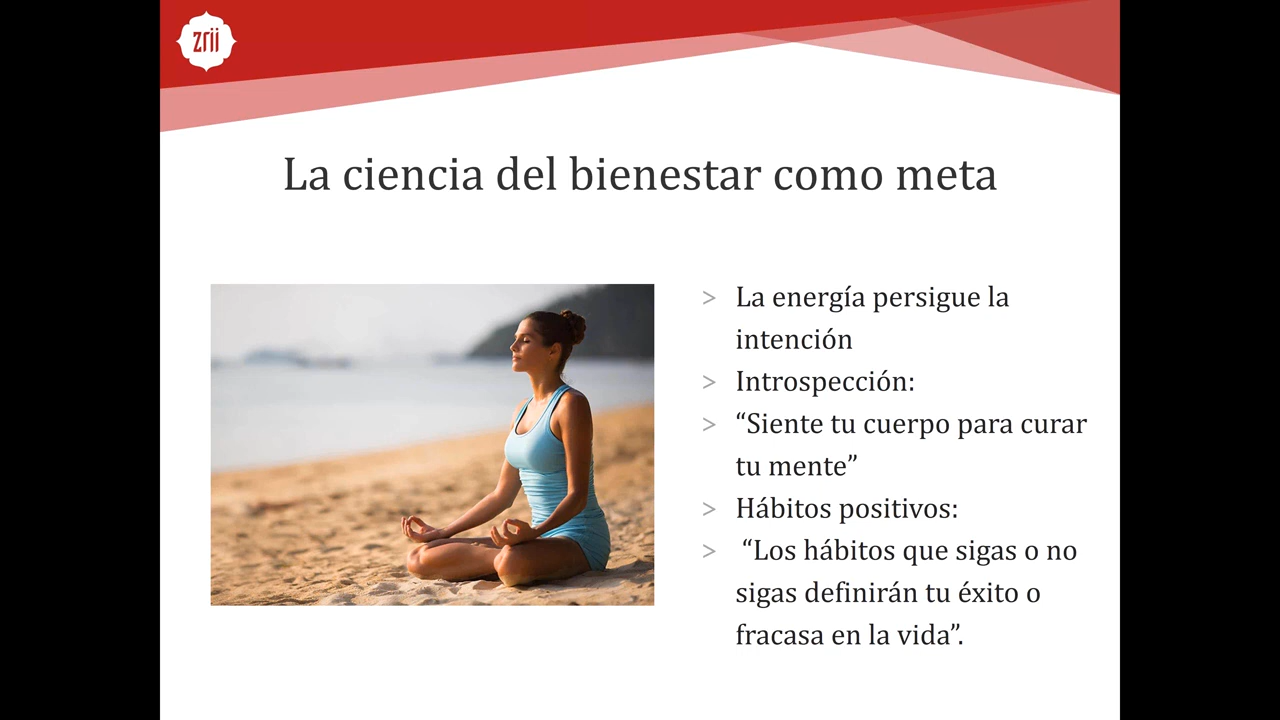 zrii
La ciencia del bienestar como meta
> La energía persigue la
intención
> Introspección:
> “Siente tu cuerpo para curar
tu mente”
> Hábitos positivos:
> “Los hábitos que sigas o no
sigas definirán tu éxito o
fracasa en la vida”.